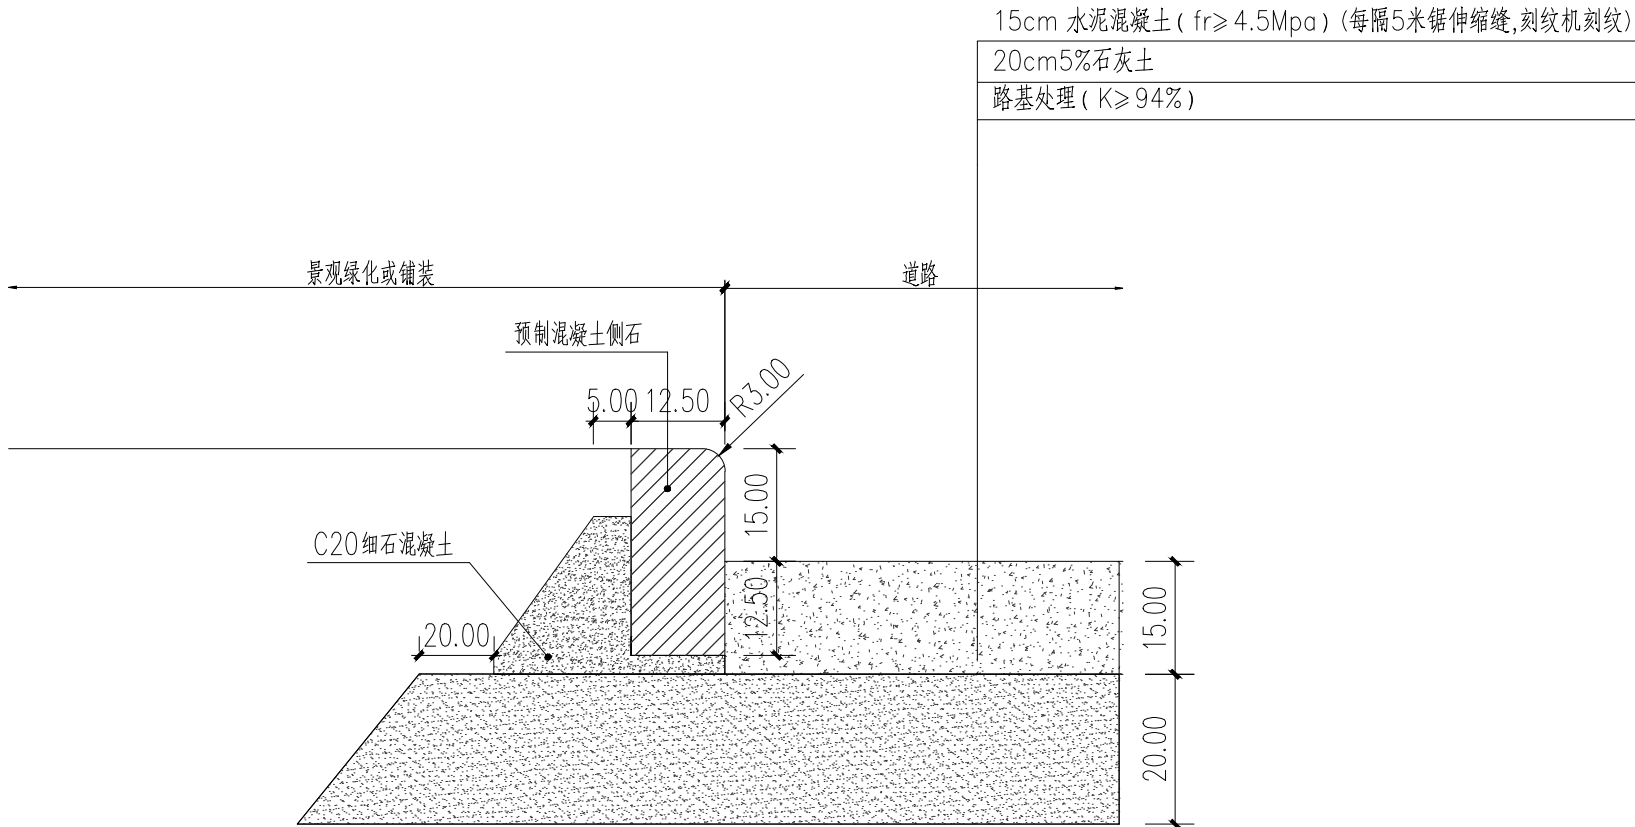 15cm 水泥混凝土(fr≥4.5Mpa)(每隔5米锯伸缩缝,刻纹机刻纹)
20cm5%石灰土
路基处理(K≥94%)
景观绿化或铺装
道路
预制混凝土侧石
5.00
12.50
R3.00
15.00
C20细石混凝土
12.50
15.00
20.00
20.00